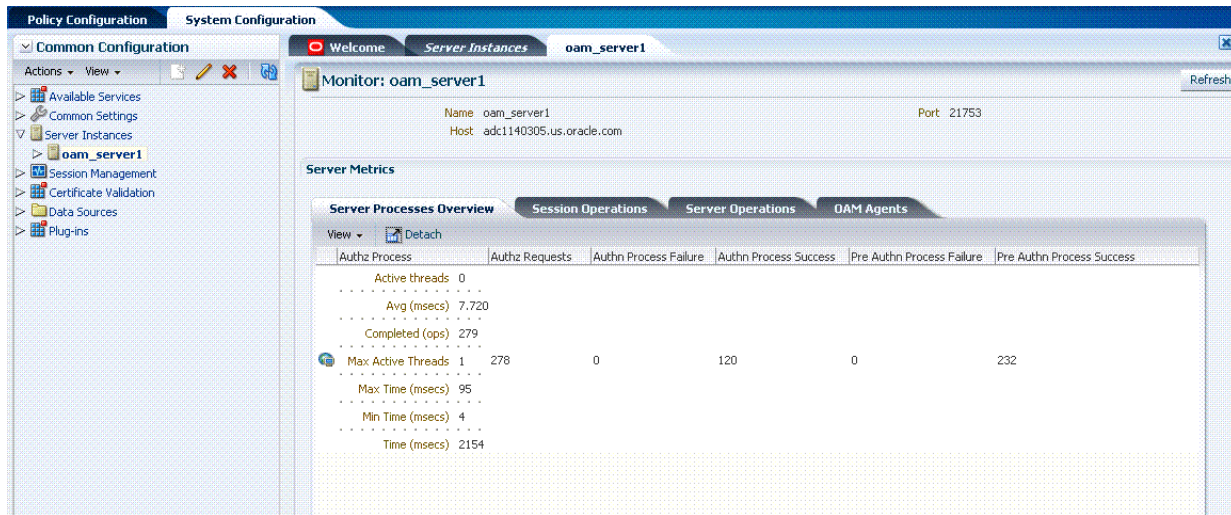 Policy Configuration System Configuration
Common Configuration
Actions View
Available Services
Common Settings
Server Instances
oam_server1
Session Management
Certificate Validation
Data Sources
Plug-ins
Welcome Server Instances oam_server1
Monitor: oam_server1
Refresh
Name oam_server1 Port 21753
Host adc1140305.us.oracle.com
Server Metrics
Server Processes Overview Session Operations Server Operations OAM Agents
View Detach
Authz Process Authz Requests Authn Process Failure Authn Process Success Pre Authn Process Failure Pre Authn Process Success
Active threads 0
Avg (msecs) 7.720
Completed (ops) 279
Max Active Threads 1 278 0 120 0 232
Max Time (msecs) 95
Min Time (msecs) 4
Time (msecs) 2154